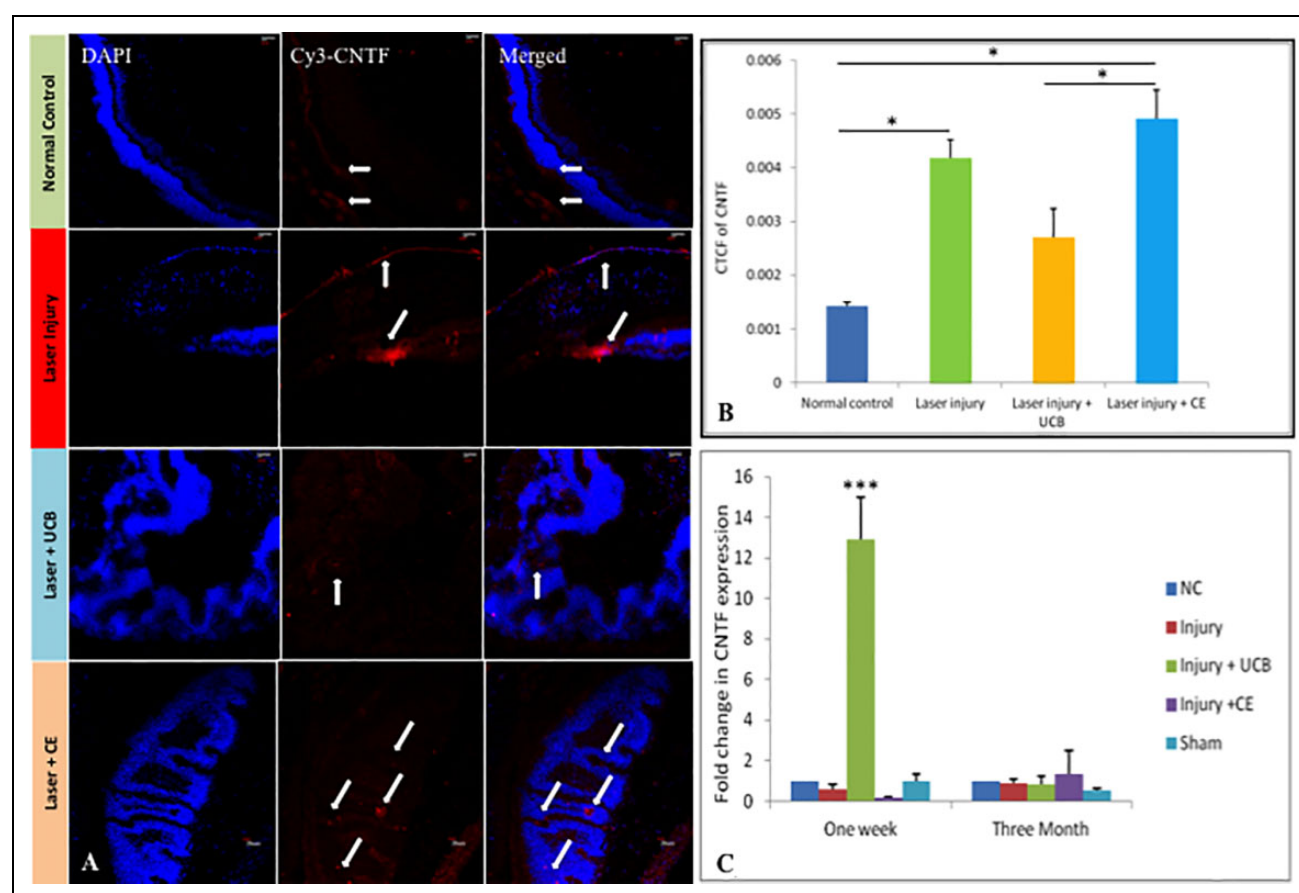 DAPI
Cy3-CNTF
Merged
Normal Control
Laser Injury
Laser + UCB
Laser + CE
A
0.006
0.005
0.004
0.003
0.002
0.001
0
CTCF of CNTF
*
*
*
Normal control
Laser injury
Laser injury +
UCB
Laser injury + CE
B
16
14
12
10
8
6
4
2
0
Fold change in CNTF expression
***
One week
Three Month
NC
Injury
Injury + UCB
Injury +CE
Sham
C